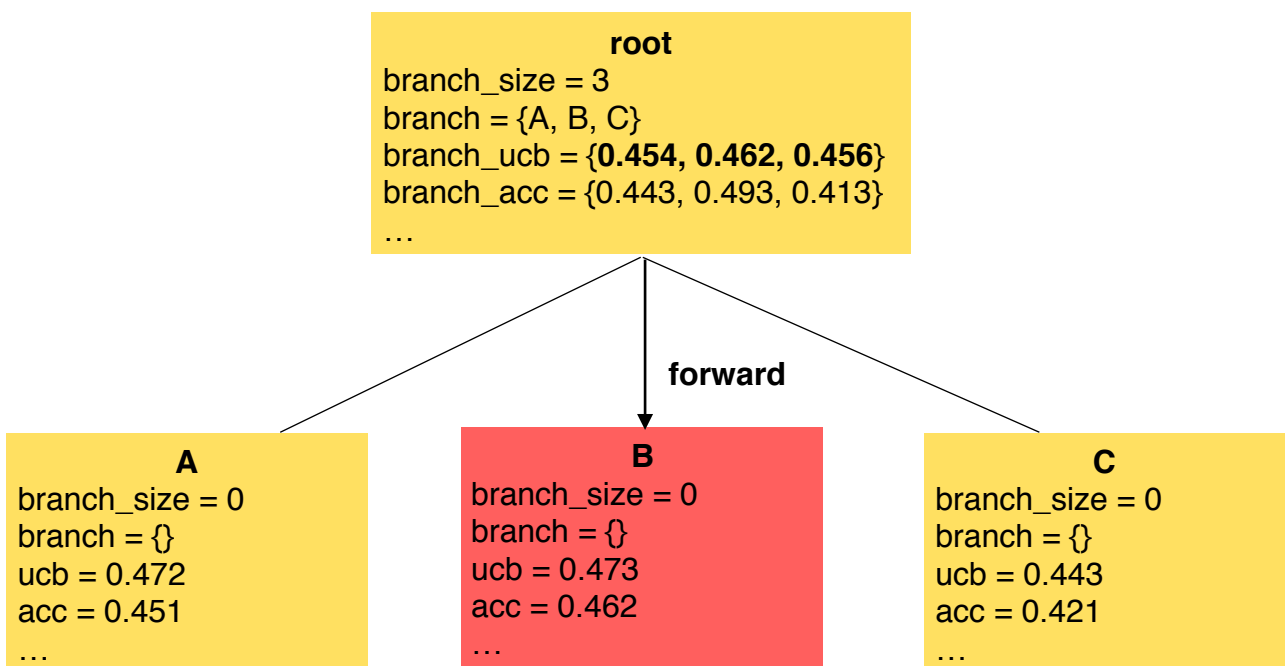 root
branch_size = 3
branch = {A, B, C}
branch_ucb = {0.454, 0.462, 0.456}
branch_acc = {0.443, 0.493, 0.413}
…
forward
A
branch_size = 0
branch = {}
ucb = 0.472
acc = 0.451
…
B
branch_size = 0
branch = {}
ucb = 0.473
acc = 0.462
…
C
branch_size = 0
branch = {}
ucb = 0.443
acc = 0.421
…